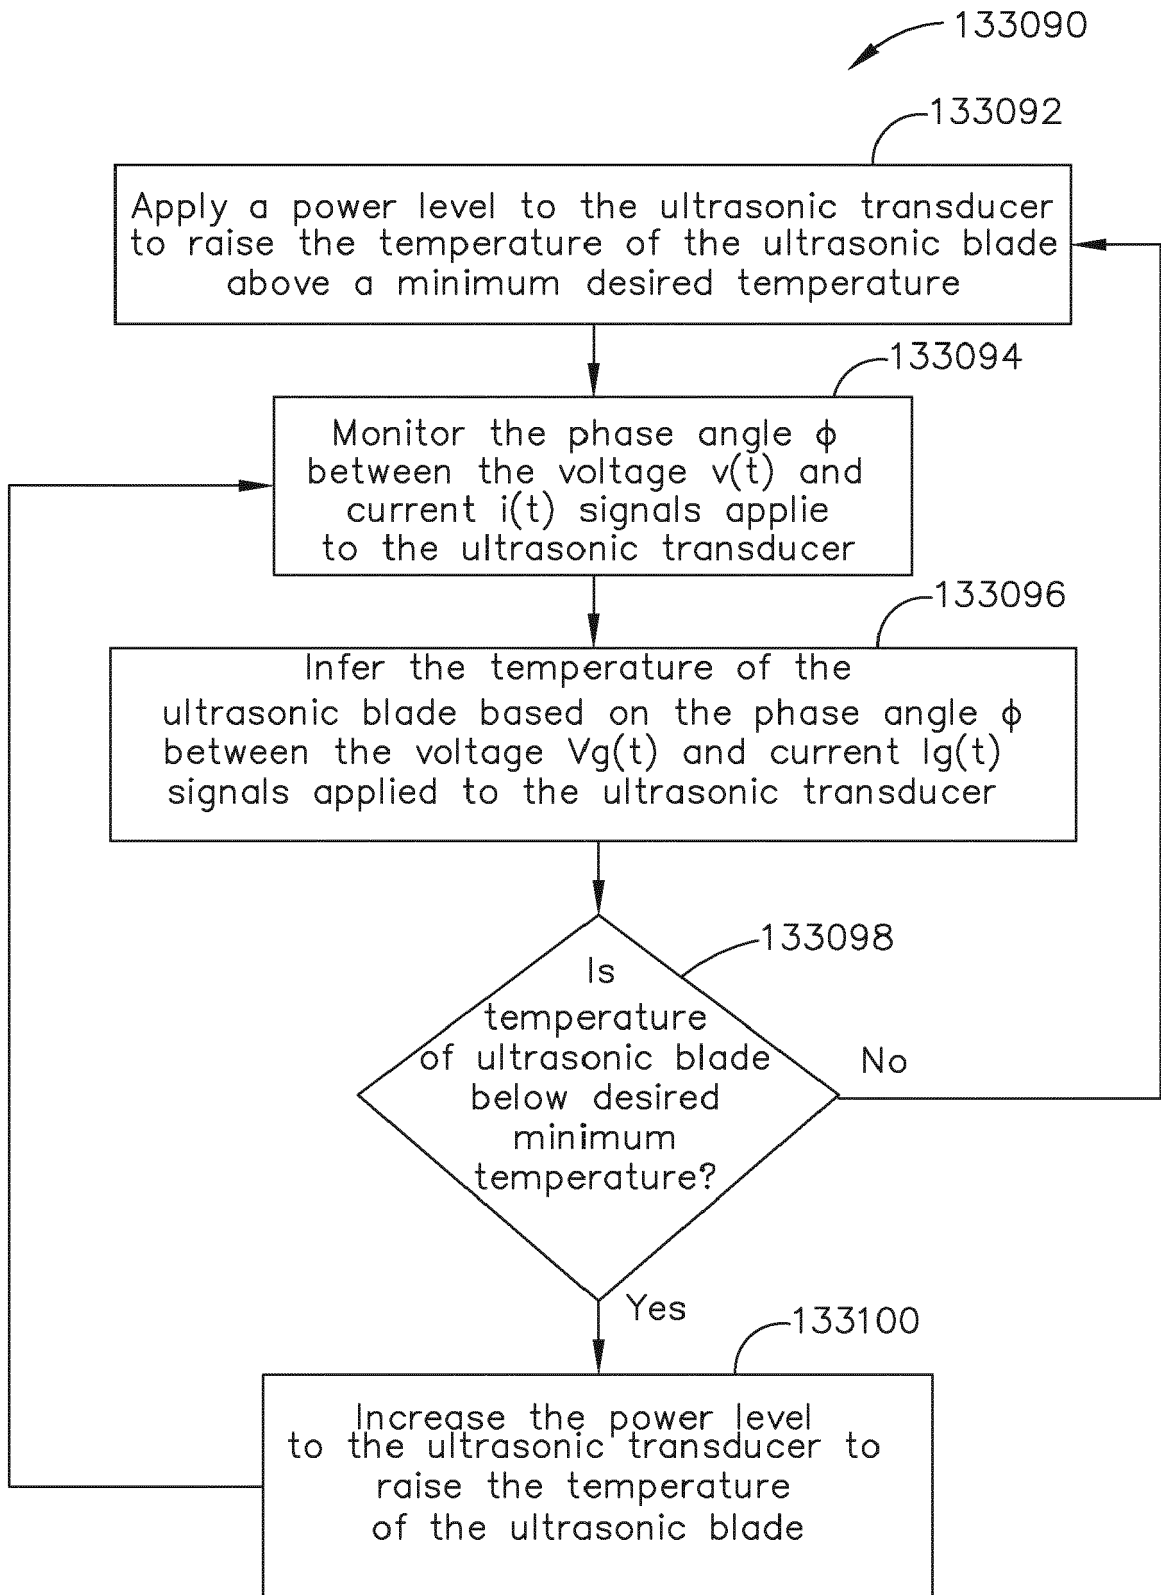 133090
133092
Apply a power level to the ultrasonic transducer
to raise the temperature of the ultrasonic blade
above a minimum desired temperature
133094
Monitor the phase angle ϕ
between the voltage v(t) and
current i(t) signals applie
to the ultrasonic transducer
133096
Infer the temperature of the
ultrasonic blade based on the phase angle ϕ
between the voltage Vg(t) and current Ig(t)
signals applied to the ultrasonic transducer
133098
Is
temperature
of ultrasonic blade
below desired
minimum
temperature?
No
Yes
133100
Increase the power level
to the ultrasonic transducer to
raise the temperature
of the ultrasonic blade